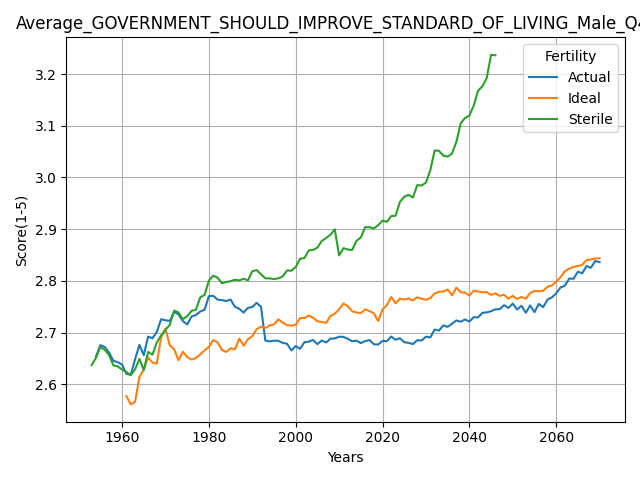 Average_GOVERNMENT_SHOULD_IMPROVE_STANDARD_OF_LIVING_Male_Q4
Fertility
Actual
Ideal
Sterile
Score(1-5)
3.2
3.1
3.0
2.9
2.8
2.7
2.6
1960 1980 2000 2020 2040 2060
Years